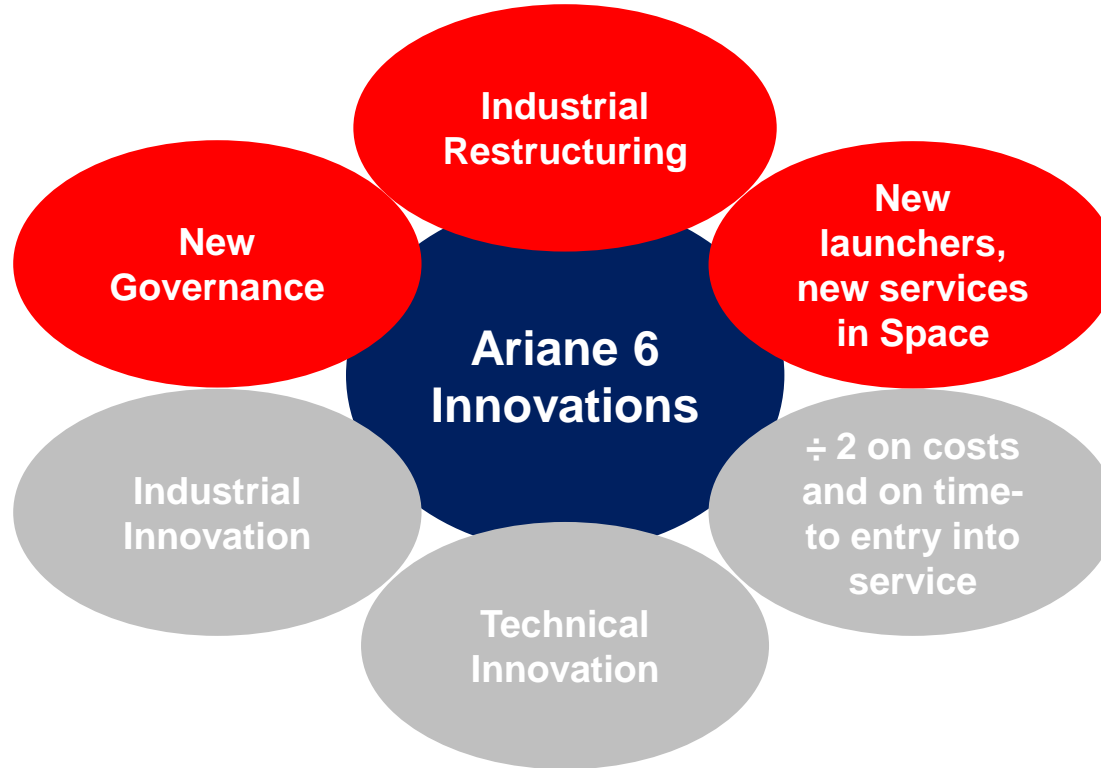 Industrial
Restructuring
New
Governance
New
launchers,
new services
in Space
Ariane 6
Innovations
Industrial
Innovation
÷ 2 on costs
and on time-
to entry into
service
Technical
Innovation